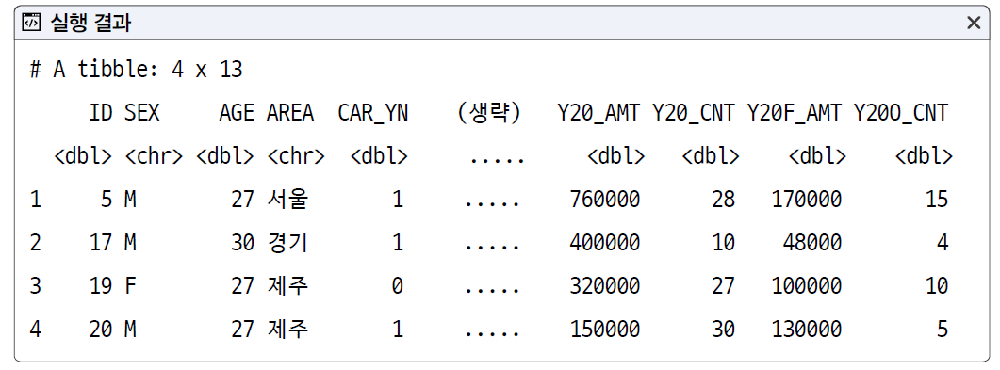 실행 결과
# A tibble: 4 x 13
ID SEX AGE AREA CAR_YN (생략) Y20_AMT Y20_CNT Y20F_AMT Y20O_CNT
<dbl> <chr> <dbl> <chr> <dbl> ..... <dbl> <dbl> <dbl> <dbl>
1 5 M 27 서울 1 ..... 760000 28 170000 15
2 17 M 30 경기 1 ..... 400000 10 48000 4
3 19 F 27 제주 0 ..... 320000 27 100000 10
4 20 M 27 제주 1 ..... 150000 30 130000 5